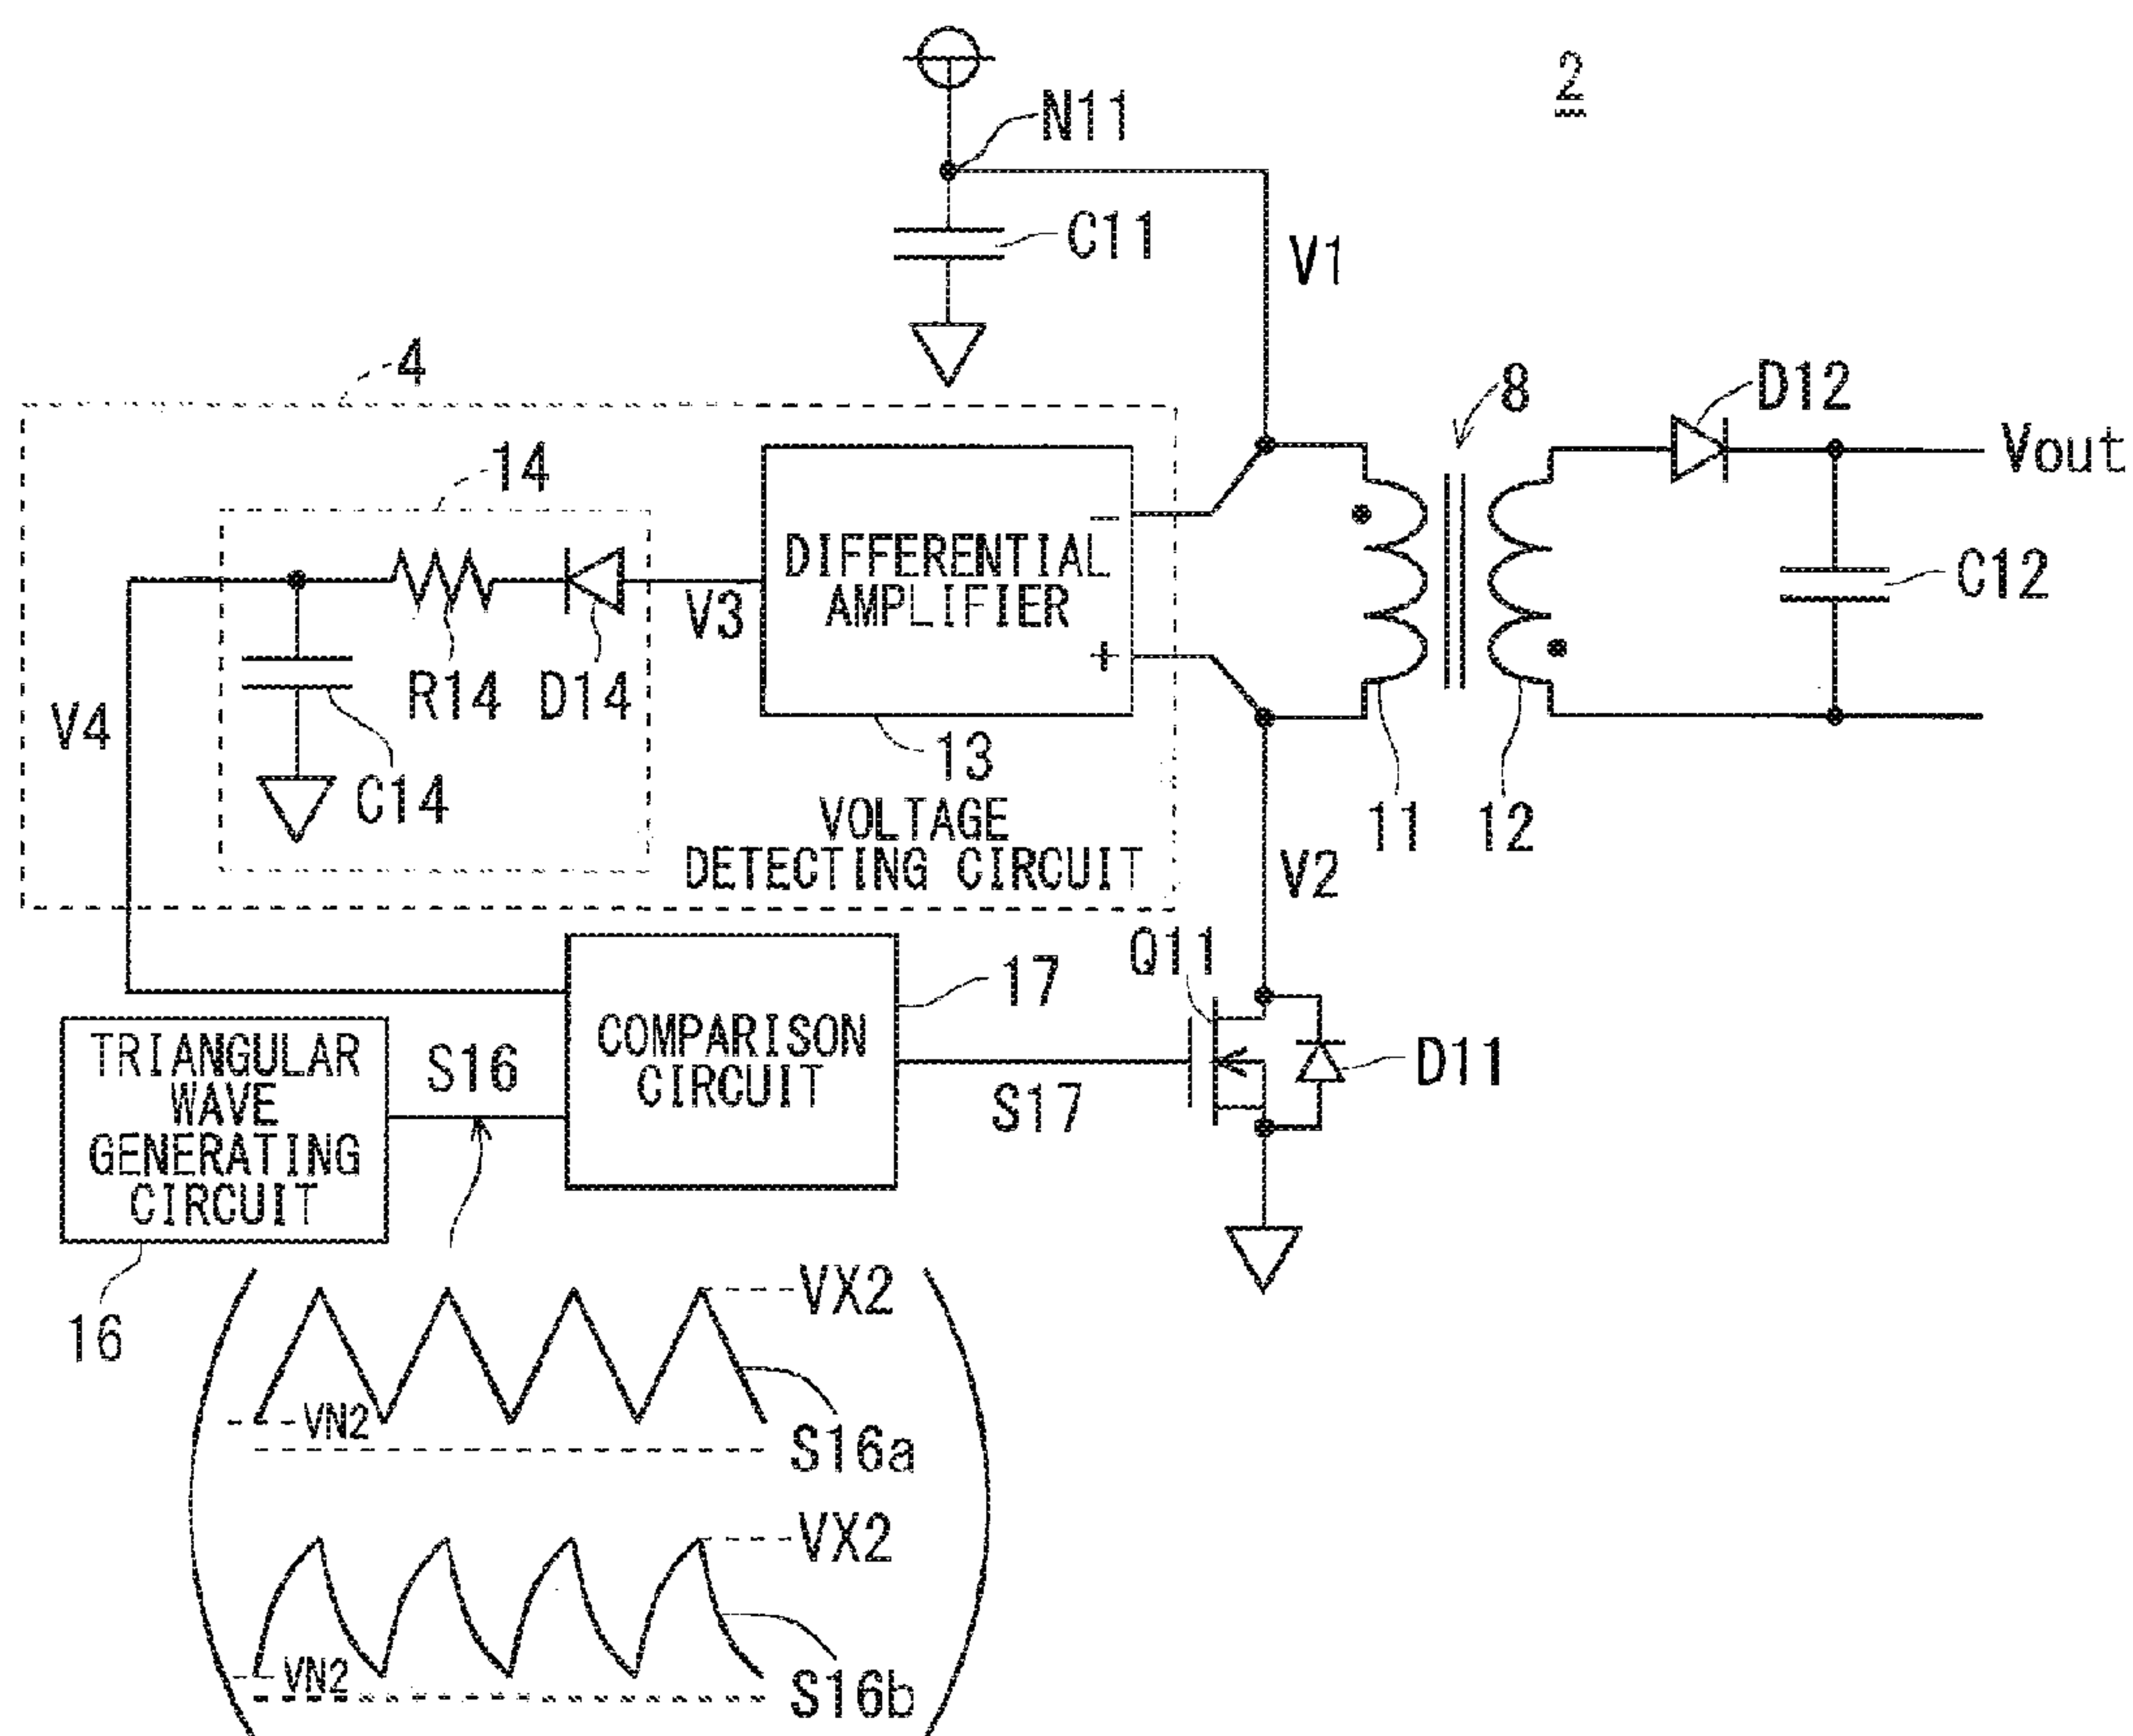 2
N11
C11
V1
4
8
D12
14
Vout
DIFFERENTIAL
AMPLIFIER
−
+
V3
C12
R14
D14
V4
C14
13
11
12
VOLTAGE
DETECTING CIRCUIT
V2
Q11
17
COMPARISON
CIRCUIT
TRIANGULAR
WAVE
GENERATING
CIRCUIT
S16
S17
D11
16
VX2
VN2
S16a
VX2
VN2
S16b